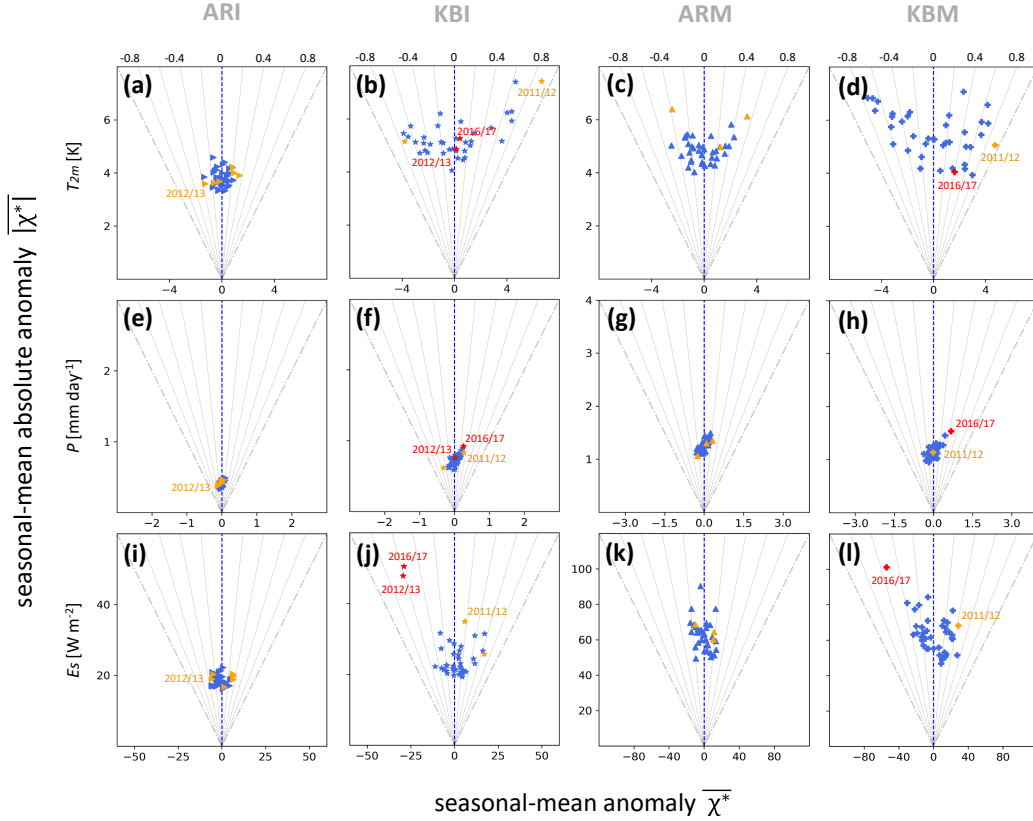 ARI KBI ARM KBM
-0.8 -0.4 0 0.4 0.8 -0.8 -0.4 0 0.4 0.8 -0.8 -0.4 0 0.4 0.8 -0.8 -0.4 0 0.4 0.8
(a) (b) (c) (d)
2011/12
6
2016/17
2011/12
T2m [K]
4
2012/13
2012/13
2016/17
2
−4 0 4 −4 0 4 −4 0 4 −4 0 4
seasonal-mean absolute anomaly |χ*|
(e) (f) (g) (h)
4
3
2
2
P [mm day⁻¹]
1
1
2012/13
2012/13
2016/17
2011/12
2016/17
2011/12
−2 −1 0 1 2 −2 −1 0 1 2 −3.0 −1.5 0.0 1.5 3.0 −3.0 −1.5 0.0 1.5 3.0
(i) (j) (k) (l)
2016/17
2012/13
2011/12
2016/17
2011/12
40
100
80
Es [W m⁻²]
20
60
40
20
2012/13
−50 −25 0 25 50 −50 −25 0 25 50 −80 −40 0 40 80 −120 −80 −40 0 40 80
seasonal-mean anomaly χ*